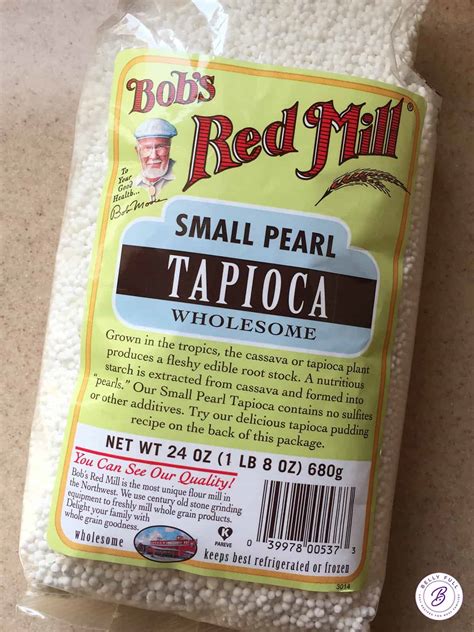 Bob's
Red Mill®
To
Your
Good
Health...
Bob Moore
SMALL PEARL
TAPIOCA
WHOLESOME
Grown in the tropics, the cassava or tapioca plant
produces a fleshy edible root stock. A nutritious
starch is extracted from cassava and formed into
"pearls." Our Small Pearl Tapioca contains no sulfites
or other additives. Try our delicious tapioca pudding
recipe on the back of this package.
NET WT 24 OZ (1 LB 8 OZ) 680g
You Can See Our Quality!
Bob's Red Mill is the most unique flour mill in
the Northwest. We use century old stone grinding
equipment to freshly mill whole grain products.
Delight your family with
whole grain goodness.
wholesome
K
PAREVE
keeps best refrigerated or frozen
0 39978 00537 3
3014
BELLY FULL
B